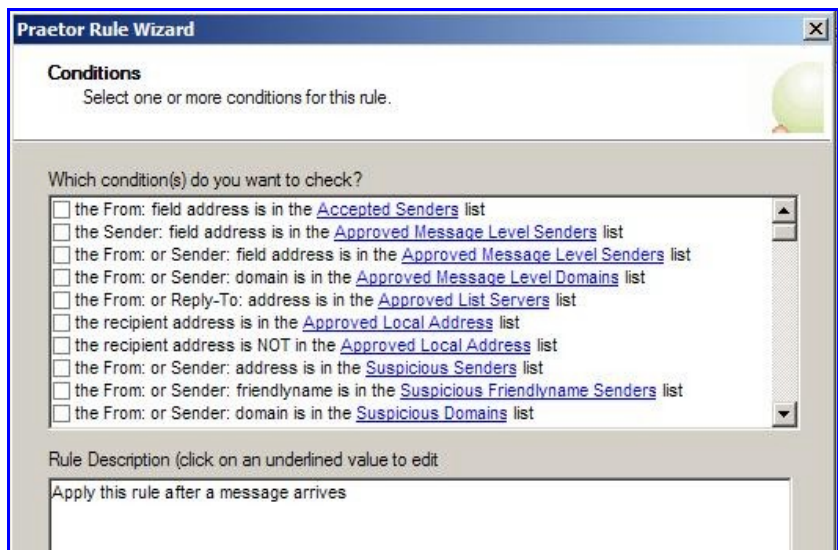 Praetor Rule Wizard
Conditions
Select one or more conditions for this rule.
Which condition(s) do you want to check?
the From: field address is in the Accepted Senders list
the Sender: field address is in the Approved Message Level Senders list
the From: or Sender: field address is in the Approved Message Level Senders list
the From: or Sender: domain is in the Approved Message Level Domains list
the From: or Reply-To: address is in the Approved List Servers list
the recipient address is in the Approved Local Address list
the recipient address is NOT in the Approved Local Address list
the From: or Sender: address is in the Suspicious Senders list
the From: or Sender: friendlyname is in the Suspicious Friendlyname Senders list
the From: or Sender: domain is in the Suspicious Domains list
Rule Description (click on an underlined value to edit
Apply this rule after a message arrives